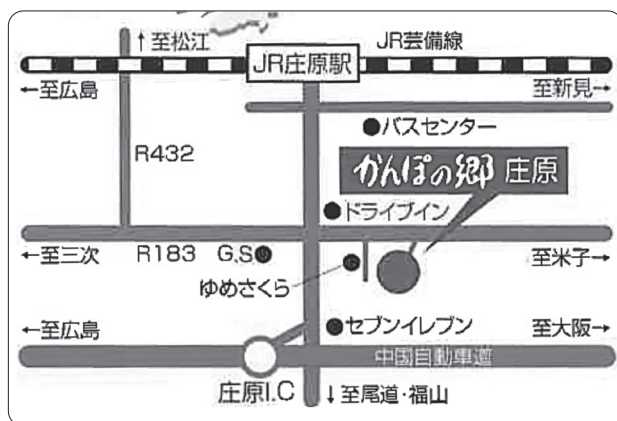 ↑至松江
JR芸備線
JR庄原駅
←至広島
至新見→
バスセンター
R432
かんぽの郷 庄原
ドライブイン
←至三次
R183
G,S
至米子→
ゆめさくら
←至広島
セブンイレブン
至大阪→
中国自動車道
庄原I.C
↓至尾道・福山